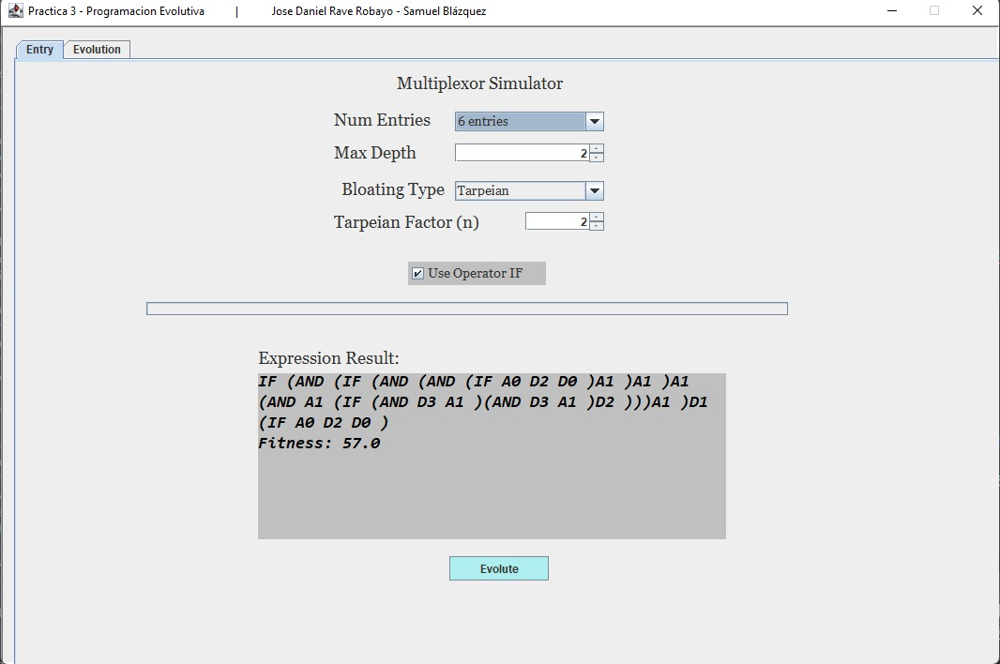 Practica 3 - Programacion Evolutiva | Jose Daniel Rave Robayo - Samuel Blázquez
Entry Evolution
Multiplexor Simulator
Num Entries 6 entries
Max Depth 2
Bloating Type Tarpeian
Tarpeian Factor (n) 2
Use Operator IF
Expression Result:
IF (AND (IF (AND (AND (IF A0 D2 D0 )A1 )A1 )A1
(AND A1 (IF (AND D3 A1 )(AND D3 A1 )D2 )))A1 )D1
(IF A0 D2 D0 )
Fitness: 57.0
Evolute